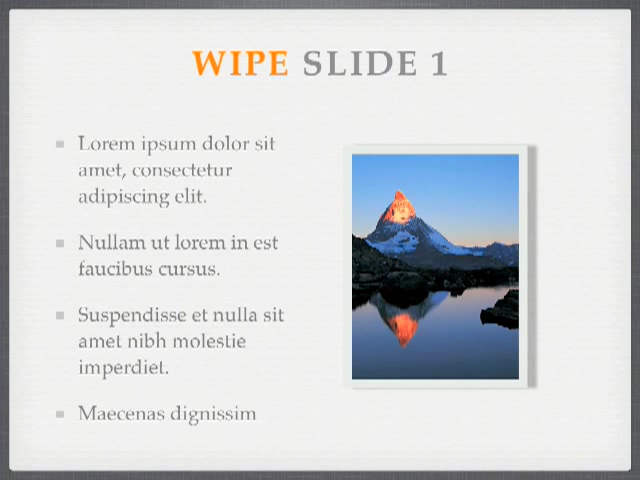 WIPE SLIDE 1
Lorem ipsum dolor sit
amet, consectetur
adipiscing elit.
Nullam ut lorem in est
faucibus cursus.
Suspendisse et nulla sit
amet nibh molestie
imperdiet.
Maecenas dignissim